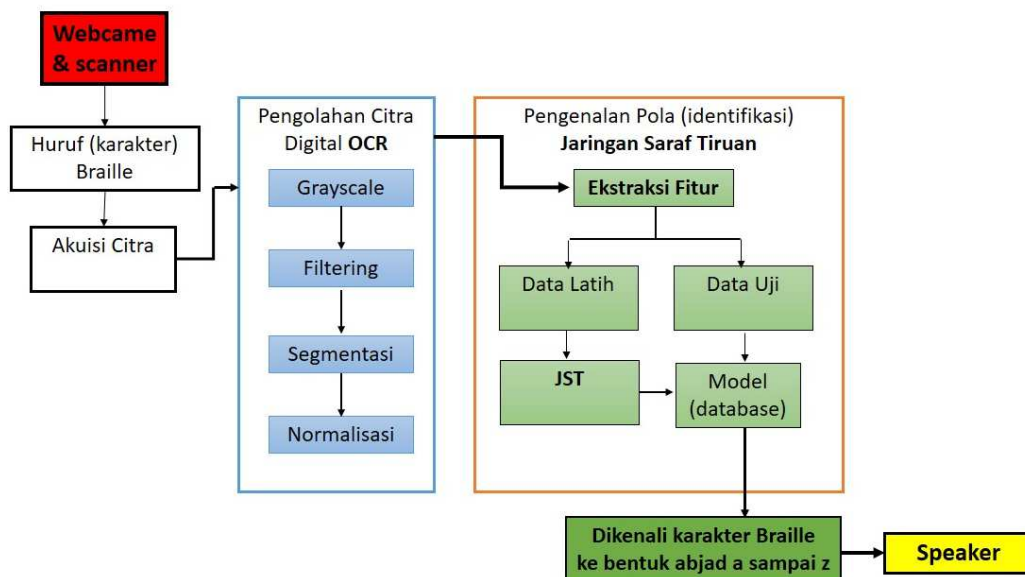 Webcame
& scanner
Huruf (karakter)
Braille
Akuisi Citra
Pengolahan Citra
Digital OCR
Grayscale
Filtering
Segmentasi
Normalisasi
Pengenalan Pola (identifikasi)
Jaringan Saraf Tiruan
Ekstraksi Fitur
Data Latih
Data Uji
JST
Model
(database)
Dikenali karakter Braille
ke bentuk abjad a sampai z
Speaker